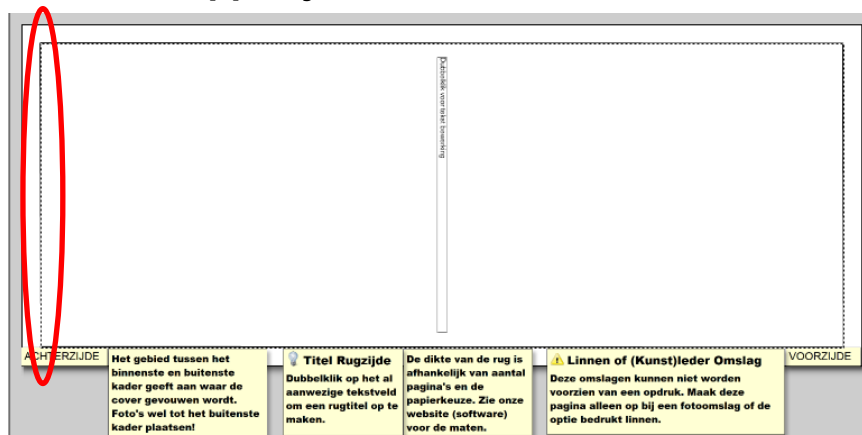 Dubbelklik voor tekst bewerking
ACHTERZIJDE
Het gebied tussen het
binnenste en buitenste
kader geeft aan waar de
cover gevouwen wordt.
Foto's wel tot het buitenste
kader plaatsen!
Titel Rugzijde
Dubbelklik op het al
aanwezige tekstveld
om een rugtitel op te
maken.
De dikte van de rug is
afhankelijk van aantal
pagina's en de
papierkeuze. Zie onze
website (software)
voor de maten.
Linnen of (Kunst)leder Omslag
Deze omslagen kunnen niet worden
voorzien van een opdruk. Maak deze
pagina alleen op bij een fotoomslag of de
optie bedrukt linnen.
VOORZIJDE